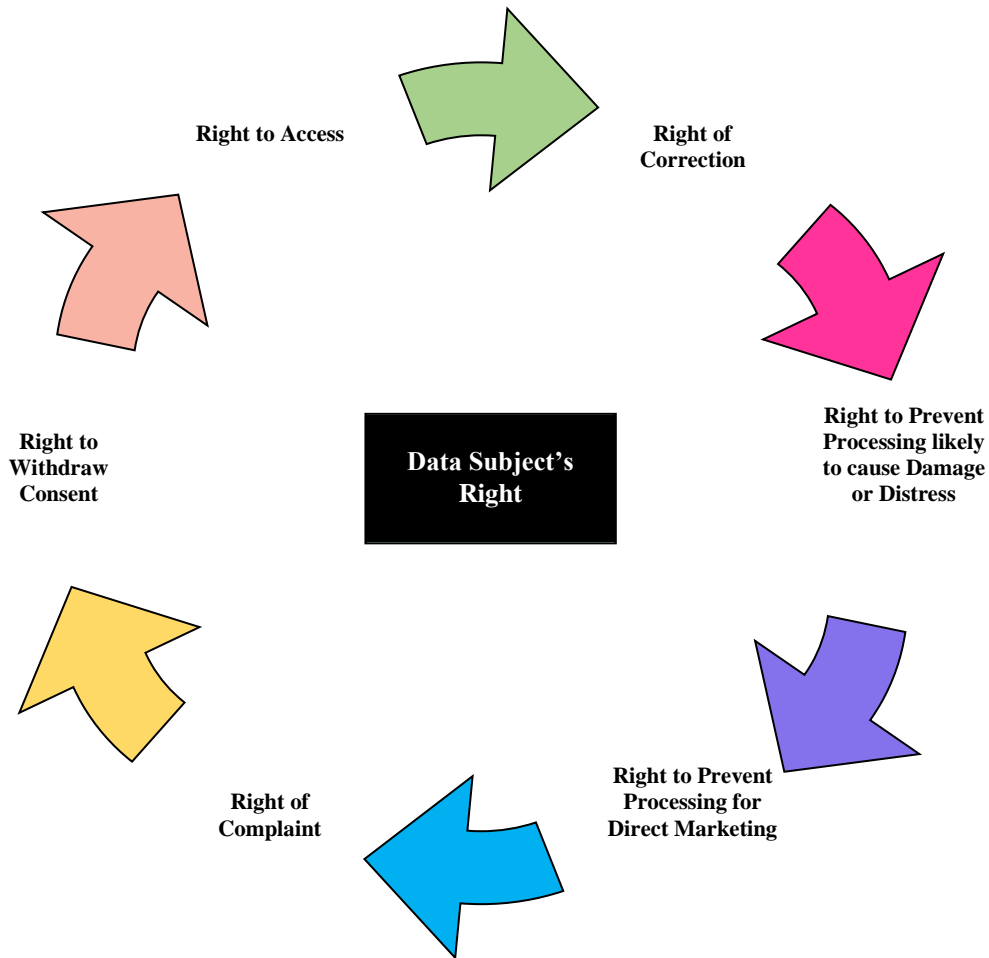 Right to Access
Right of
Correction
Right to Prevent
Processing likely
to cause Damage
or Distress
Right to Prevent
Processing for
Direct Marketing
Right of
Complaint
Right to
Withdraw
Consent
Data Subject’s
Right